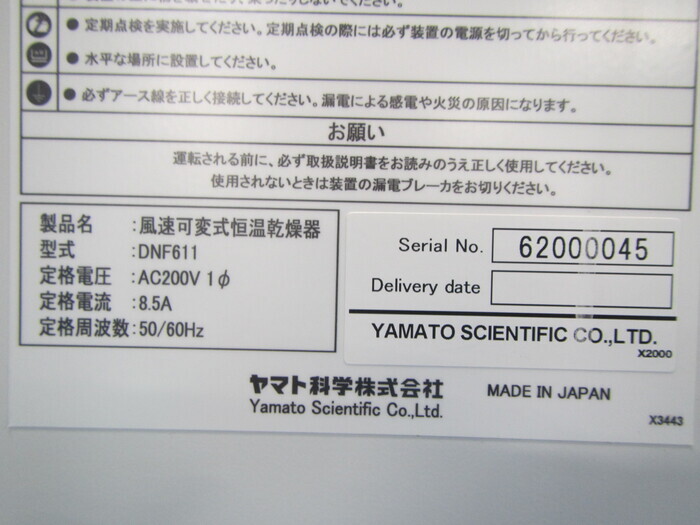 ● 定期点検を実施してください。定期点検の際には必ず装置の電源を切ってから行ってください。
● 水平な場所に設置してください。
● 必ずアース線を正しく接続してください。漏電による感電や火災の原因になります。
お願い
運転される前に、必ず取扱説明書をお読みのうえ正しく使用してください。
使用されないときは装置の漏電ブレーカをお切りください。
製品名 :風速可変式恒温乾燥器
型式 :DNF611
定格電圧 :AC200V 1φ
定格電流 :8.5A
定格周波数:50/60Hz
Serial No. 62000045
Delivery date
YAMATO SCIENTIFIC CO.,LTD.
X2000
ヤマト科学株式会社
Yamato Scientific Co.,Ltd.
MADE IN JAPAN
X3443